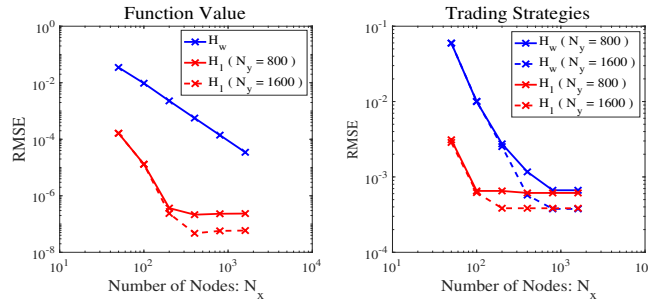 Function Value
10^0
10^-2
10^-4
10^-6
10^-8
RMSE
H_w
H_1 ( N_y = 800)
H_1 ( N_y = 1600)
10^1
10^2
10^3
10^4
Number of Nodes: N_x
Trading Strategies
10^-1
10^-2
10^-3
10^-4
RMSE
H_w ( N_y = 800)
H_w ( N_y = 1600)
H_1 ( N_y = 800)
H_1 ( N_y = 1600)
10^1
10^2
10^3
10
Number of Nodes: N_x